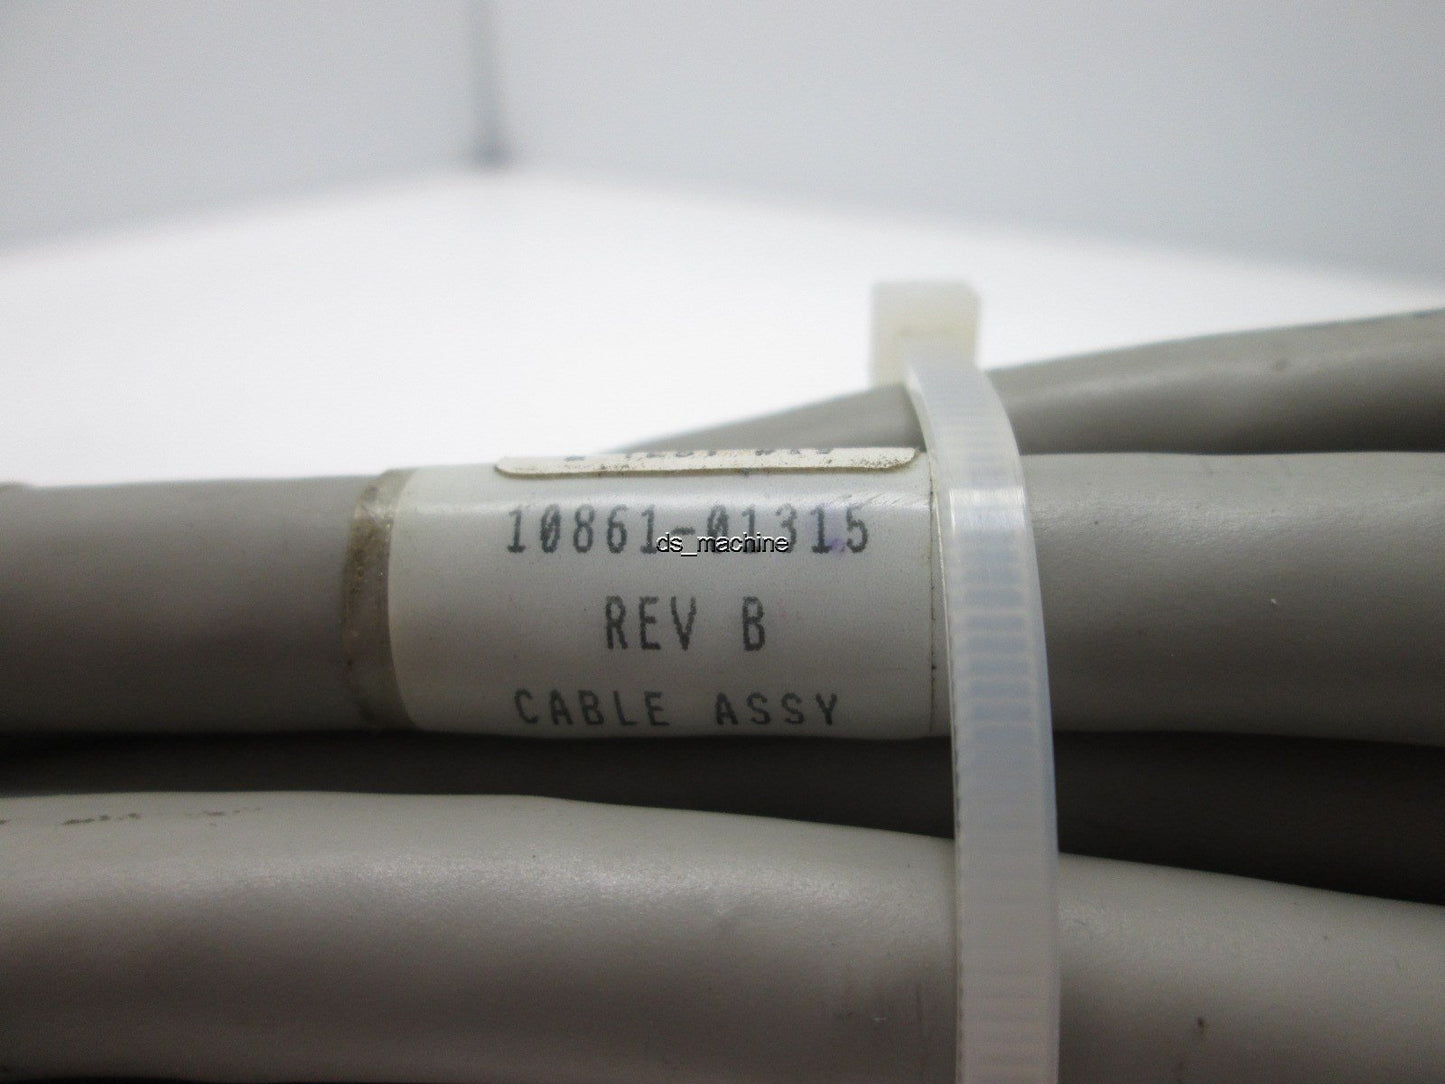 10861-01315
ds_machine
REV B
CABLE ASSY